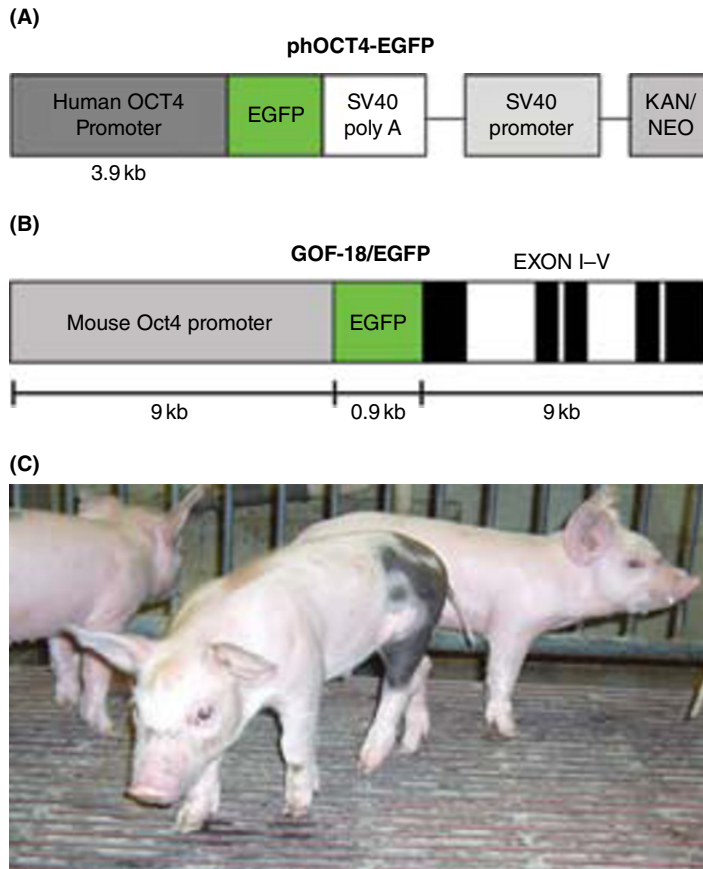 (A)
phOCT4-EGFP
Human OCT4
Promoter
EGFP
SV40
poly A
SV40
promoter
KAN/
NEO
3.9 kb
(B)
GOF-18/EGFP
EXON I–V
Mouse Oct4 promoter
EGFP
9 kb
0.9 kb
9 kb
(C)